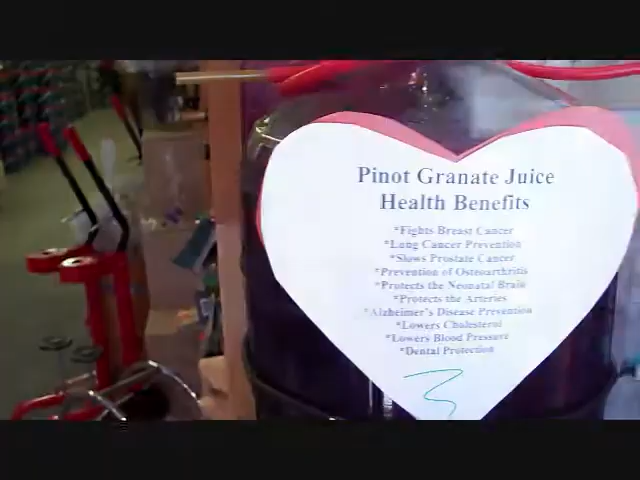 Pinot Granate Juice
Health Benefits
*Fights Breast Cancer
*Lung Cancer Prevention
*Slows Prostate Cancer
*Prevention of Osteoarthritis
*Protects the Neonatal Brain
*Protects the Arteries
*Alzheimer's Disease Prevention
*Lowers Cholesterol
*Lowers Blood Pressure
*Dental Protection
3